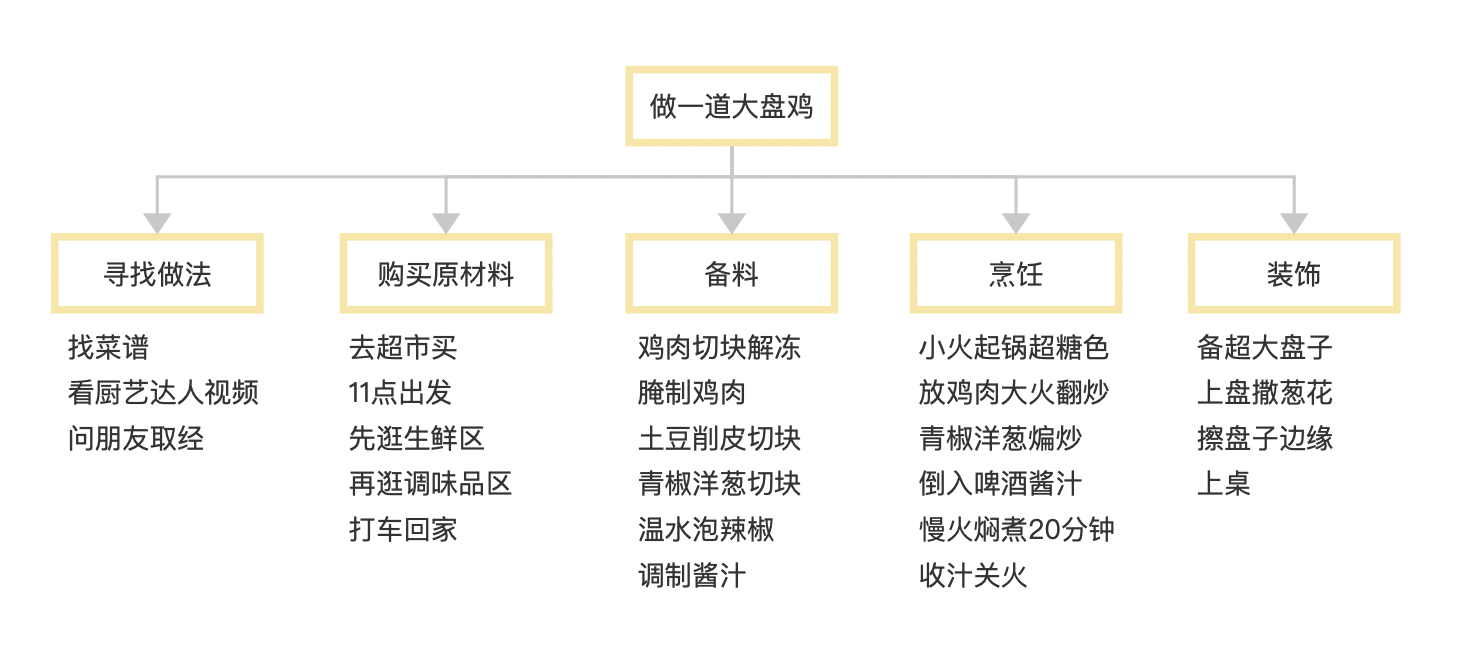 做一道大盘鸡
寻找做法
找菜谱
看厨艺达人视频
问朋友取经
购买原材料
去超市买
11点出发
先逛生鲜区
再逛调味品区
打车回家
备料
鸡肉切块解冻
腌制鸡肉
土豆削皮切块
青椒洋葱切块
温水泡辣椒
调制酱汁
烹饪
小火起锅超糖色
放鸡肉大火翻炒
青椒洋葱煸炒
倒入啤酒酱汁
慢火焖煮20分钟
收汁关火
装饰
备超大盘子
上盘撒葱花
擦盘子边缘
上桌